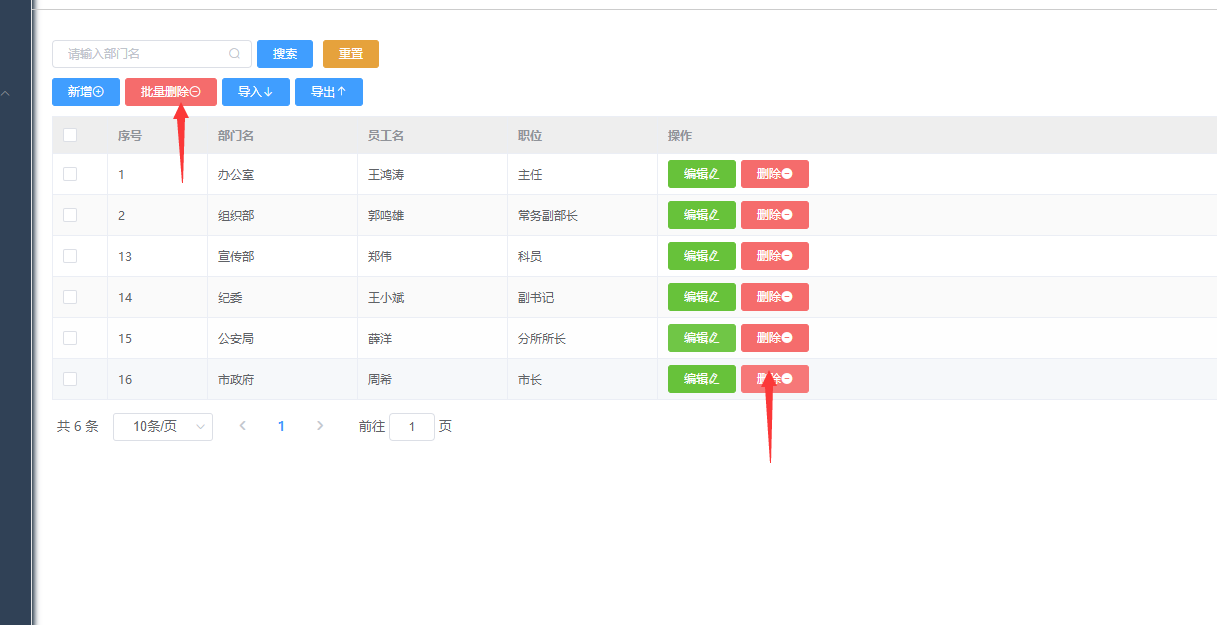 请输入部门名 搜索 重置
新增 批量删除 导入 导出
序号 部门名 员工名 职位 操作
1 办公室 王鸿涛 主任 编辑 删除
2 组织部 郭鸣雄 常务副部长 编辑 删除
13 宣传部 郑伟 科员 编辑 删除
14 纪委 王小斌 副书记 编辑 删除
15 公安局 薛洋 分所所长 编辑 删除
16 市政府 周希 市长 编辑 删除
共 6 条 10条/页 1 前往 1 页